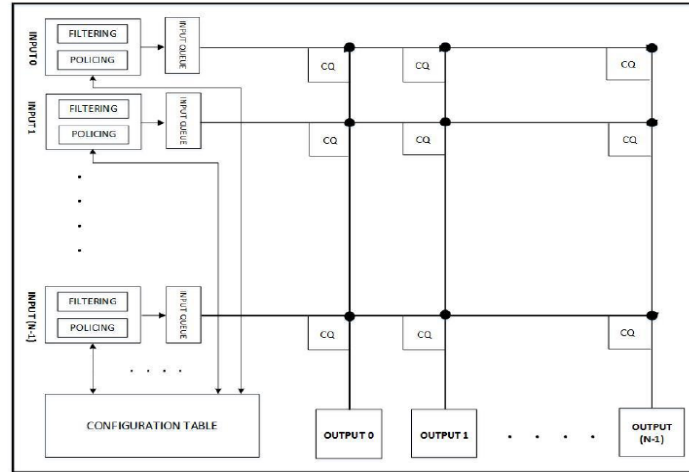 INPUT 0
FILTERING
POLICING
INPUT QUEUE
CQ
CQ
CQ
INPUT 1
FILTERING
POLICING
INPUT QUEUE
CQ
CQ
CQ
INPUT(N-1)
FILTERING
POLICING
INPUT QUEUE
CQ
CQ
CQ
CONFIGURATION TABLE
OUTPUT 0
OUTPUT 1
OUTPUT
(N-1)